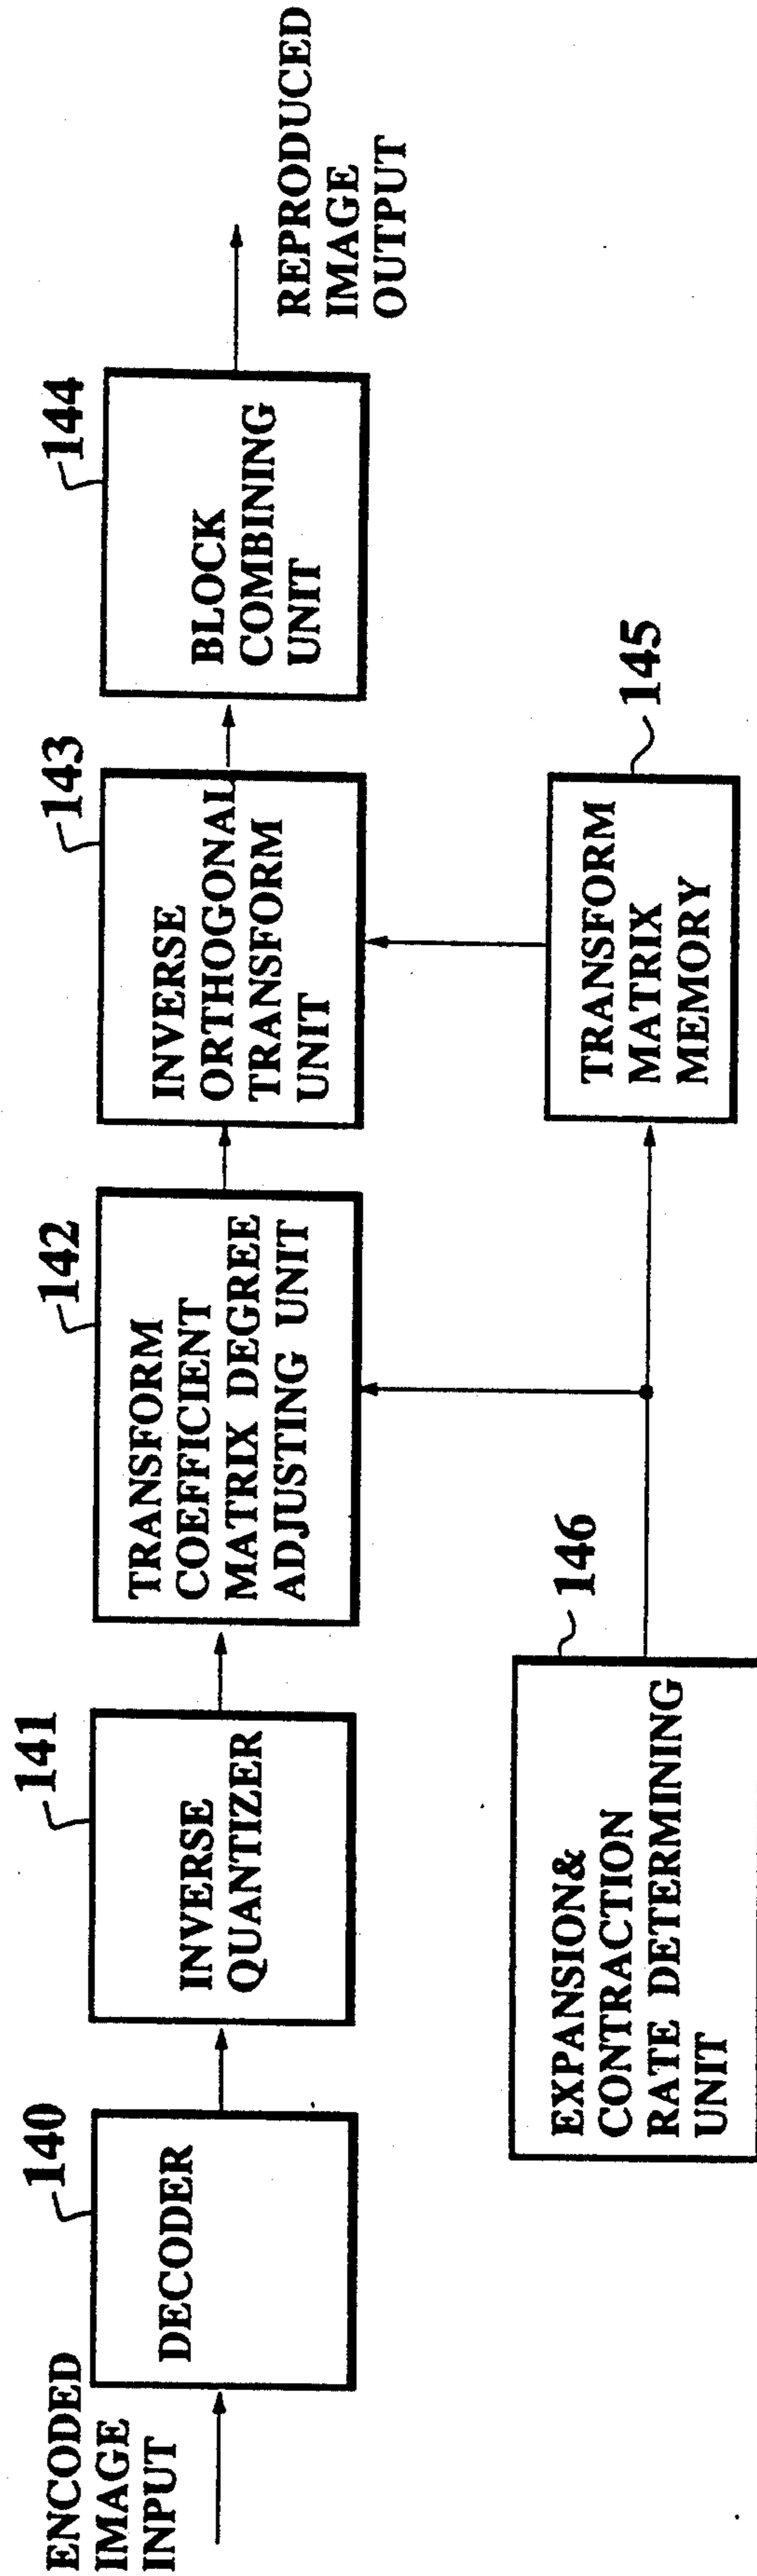 ENCODED
IMAGE
INPUT
140
DECODER
141
INVERSE
QUANTIZER
142
TRANSFORM
COEFFICIENT
MATRIX DEGREE
ADJUSTING UNIT
143
INVERSE
ORTHOGONAL
TRANSFORM
UNIT
144
BLOCK
COMBINING
UNIT
REPRODUCED
IMAGE
OUTPUT
146
EXPANSION&
CONTRACTION
RATE DETERMINING
UNIT
145
TRANSFORM
MATRIX
MEMORY